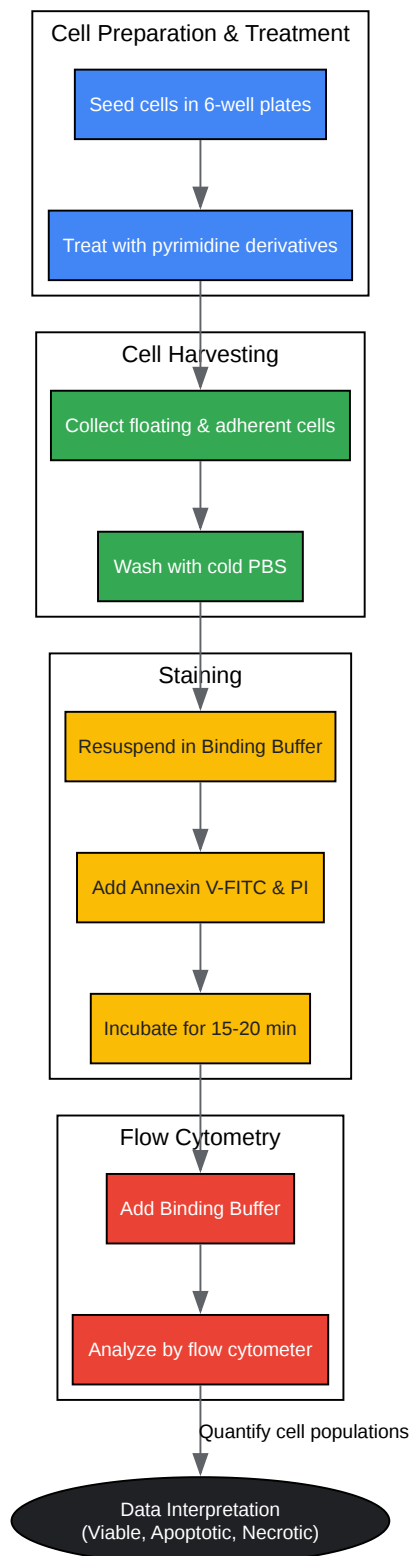 Cell Preparation & Treatment
Seed cells in 6-well plates
Treat with pyrimidine derivatives
Cell Harvesting
Collect floating & adherent cells
Wash with cold PBS
Staining
Resuspend in Binding Buffer
Add Annexin V-FITC & PI
Incubate for 15-20 min
Flow Cytometry
Add Binding Buffer
Analyze by flow cytometer
Quantify cell populations
Data Interpretation
(Viable, Apoptotic, Necrotic)